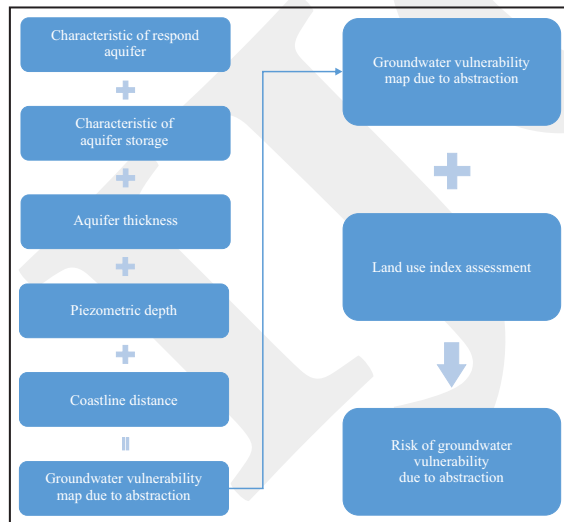 Characteristic of respond
aquifer
Characteristic of
aquifer storage
Aquifer thickness
Piezometric depth
Coastline distance
Groundwater vulnerability
map due to abstraction
Groundwater vulnerability
map due to abstraction
Land use index assessment
Risk of groundwater
vulnerability
due to abstraction